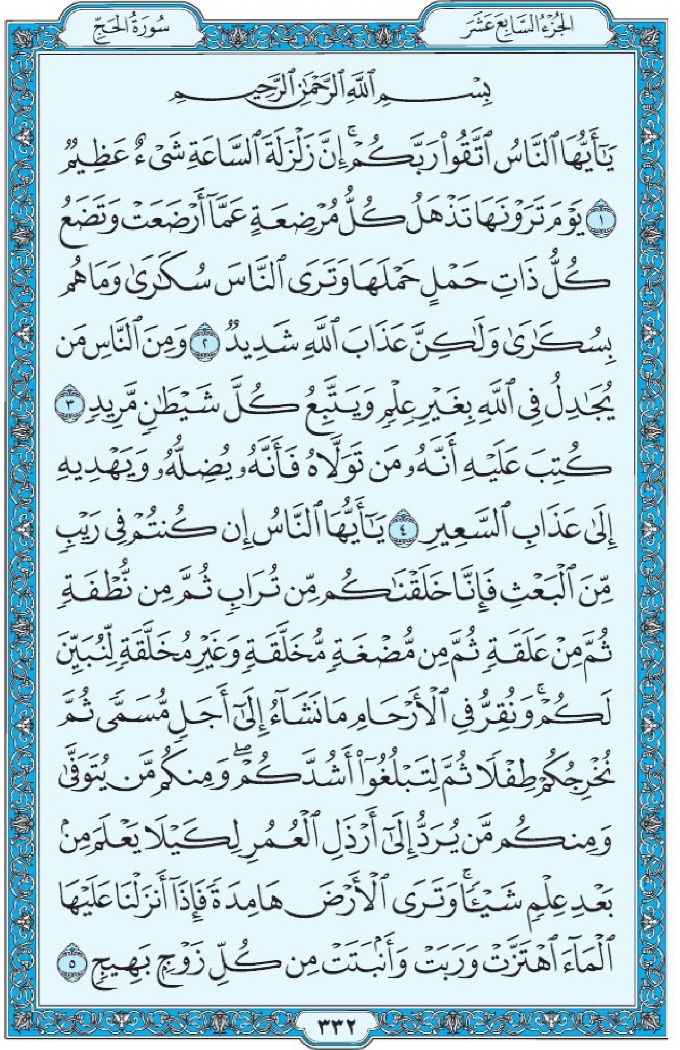 الجزء السابع عشر
سورة الحج
بِسْمِ ٱللَّهِ ٱلرَّحْمَٰنِ ٱلرَّحِيمِ
يَٰٓأَيُّهَا ٱلنَّاسُ ٱتَّقُوا۟ رَبَّكُمْ ۚ إِنَّ زَلْزَلَةَ ٱلسَّاعَةِ شَىْءٌ عَظِيمٌ
١ يَوْمَ تَرَوْنَهَا تَذْهَلُ كُلُّ مُرْضِعَةٍ عَمَّآ أَرْضَعَتْ وَتَضَعُ
كُلُّ ذَاتِ حَمْلٍ حَمْلَهَا وَتَرَى ٱلنَّاسَ سُكَٰرَىٰ وَمَا هُم
بِسُكَٰرَىٰ وَلَٰكِنَّ عَذَابَ ٱللَّهِ شَدِيدٌ ٢ وَمِنَ ٱلنَّاسِ مَن
يُجَٰدِلُ فِى ٱللَّهِ بِغَيْرِ عِلْمٍ وَيَتَّبِعُ كُلَّ شَيْطَٰنٍ مَّرِيدٍ ٣
كُتِبَ عَلَيْهِ أَنَّهُۥ مَن تَوَلَّاهُ فَأَنَّهُۥ يُضِلُّهُۥ وَيَهْدِيهِ
إِلَىٰ عَذَابِ ٱلسَّعِيرِ ٤ يَٰٓأَيُّهَا ٱلنَّاسُ إِن كُنتُمْ فِى رَيْبٍ
مِّنَ ٱلْبَعْثِ فَإِنَّا خَلَقْنَٰكُم مِّن تُرَابٍ ثُمَّ مِن نُّطْفَةٍ
ثُمَّ مِنْ عَلَقَةٍ ثُمَّ مِن مُّضْغَةٍ مُّخَلَّقَةٍ وَغَيْرِ مُخَلَّقَةٍ لِّنُبَيِّنَ
لَكُمْ ۚ وَنُقِرُّ فِى ٱلْأَرْحَامِ مَا نَشَآءُ إِلَىٰٓ أَجَلٍ مُّسَمًّى ثُمَّ
نُخْرِجُكُمْ طِفْلًا ثُمَّ لِتَبْلُغُوٓا۟ أَشُدَّكُمْ ۖ وَمِنكُم مَّن يُتَوَفَّىٰ
وَمِنكُم مَّن يُرَدُّ إِلَىٰٓ أَرْذَلِ ٱلْعُمُرِ لِكَيْلَا يَعْلَمَ مِنۢ
بَعْدِ عِلْمٍ شَيْـًٔا ۚ وَتَرَى ٱلْأَرْضَ هَامِدَةً فَإِذَآ أَنزَلْنَا عَلَيْهَا
ٱلْمَآءَ ٱهْتَزَّتْ وَرَبَتْ وَأَنۢبَتَتْ مِن كُلِّ زَوْجٍۭ بَهِيجٍ ٥
٣٣٢